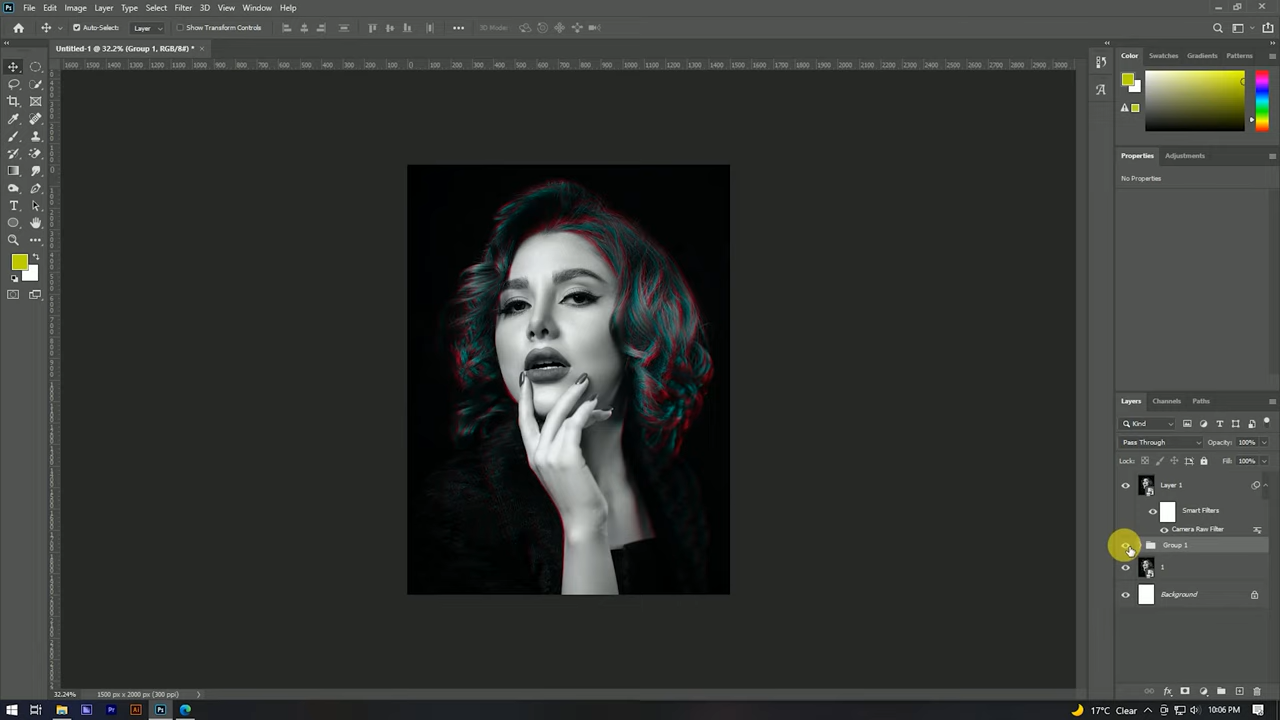 File Edit Image Layer Type Select Filter 3D View Window Help
Auto-Select: Layer Show Transform Controls 3D Mode:
Untitled-1 @ 32.2% (Group 1, RGB/8#) *
Color Swatches Gradients Patterns
Properties Adjustments
No Properties
Layers Channels Paths
Kind
Pass Through Opacity: 100%
Lock: Fill: 100%
Layer 1
Smart Filters
Camera Raw Filter
Group 1
1
Background
32.24% 1500 px x 2000 px (300 ppi)
17°C Clear 10:06 PM